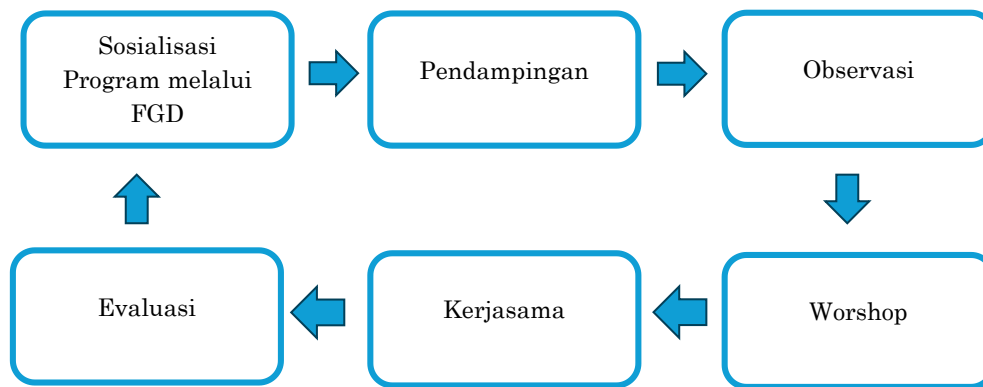 Sosialisasi
Program melalui
FGD
Pendampingan
Observasi
Evaluasi
Kerjasama
Worshop